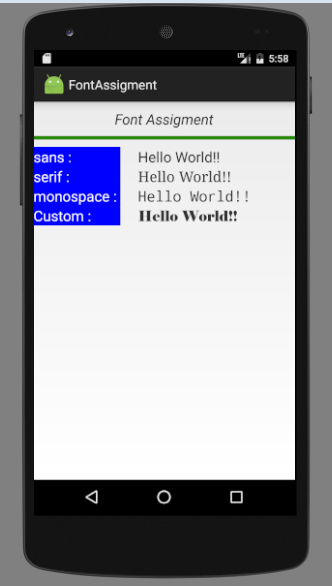 5:58
FontAssigment
Font Assigment
sans : Hello World!!
serif : Hello World!!
monospace : Hello World!!
Custom : Hello World!!